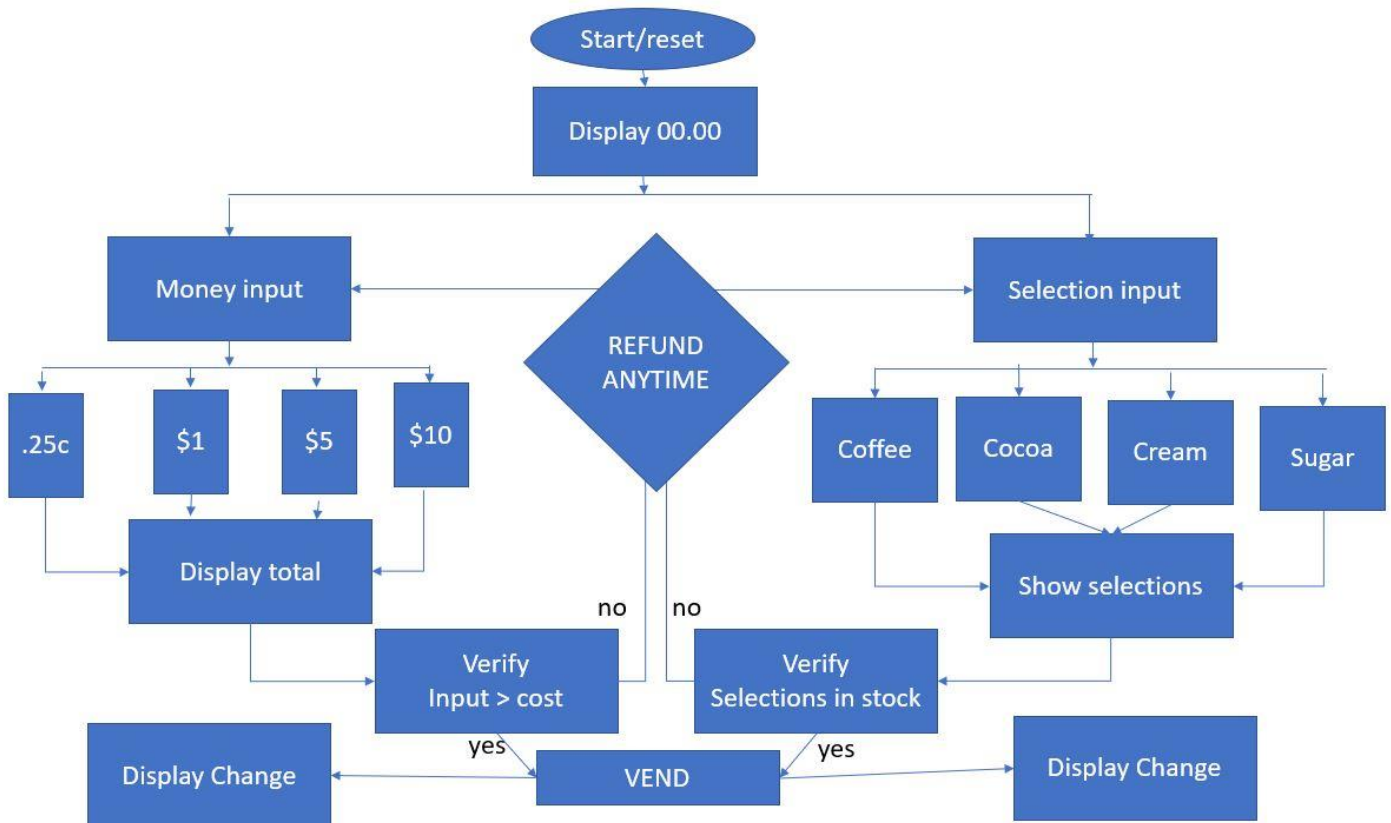 Start/reset
Display 00.00
Money input
Selection input
REFUND
ANYTIME
.25c
$1
$5
$10
Coffee
Cocoa
Cream
Sugar
Display total
Show selections
no
no
Verify
Input > cost
Verify
Selections in stock
yes
yes
Display Change
VEND
Display Change